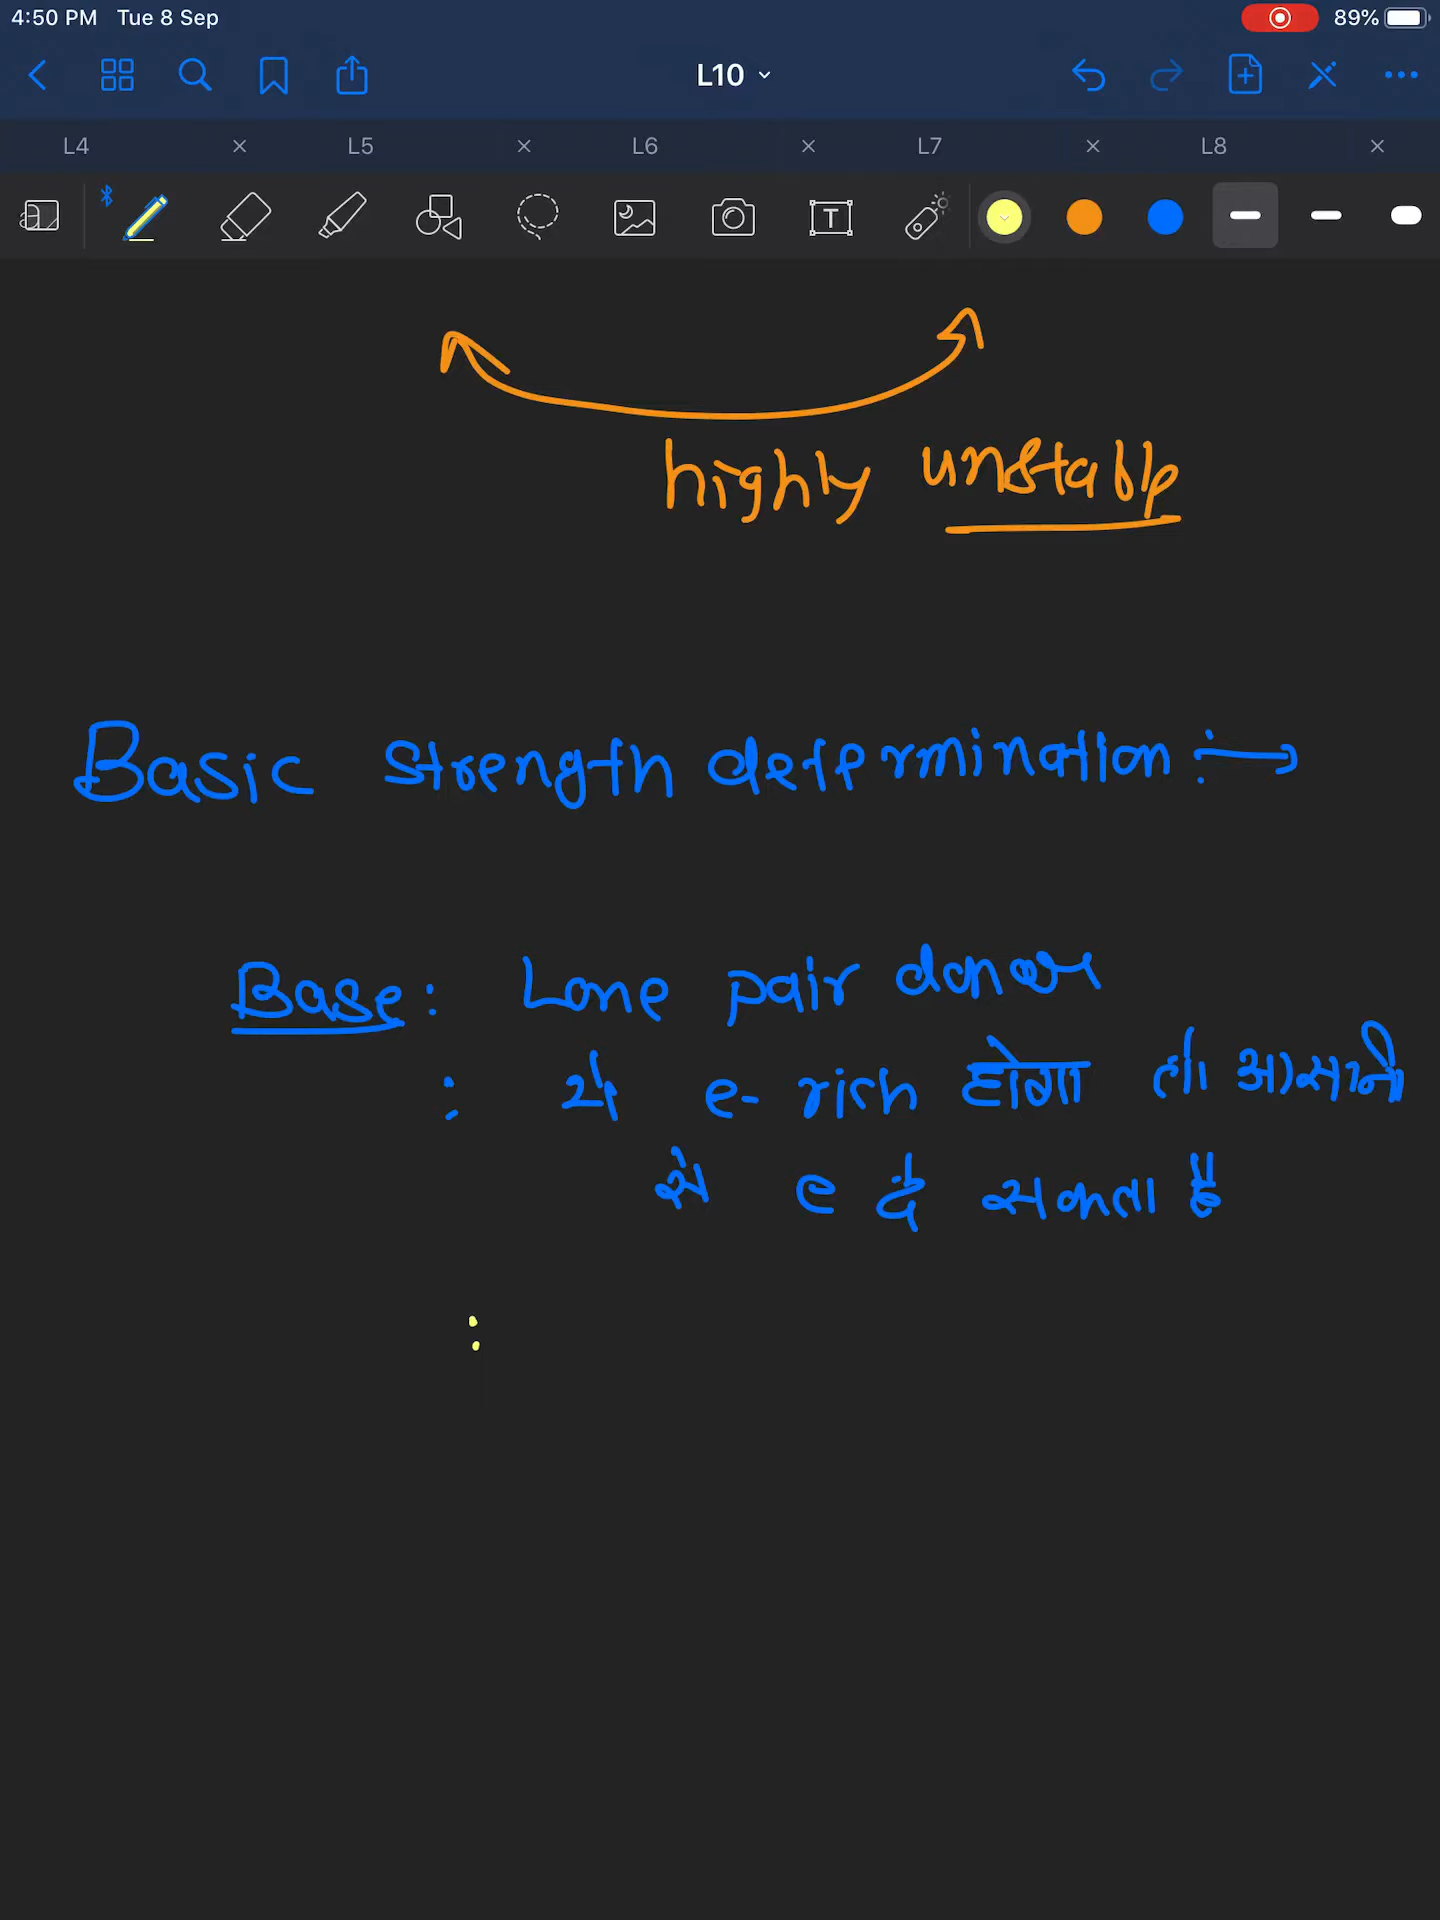 4:50 PM Tue 8 Sep 89%
L10
L4 L5 L6 L7 L8
highly unstable
Basic strength determination :→
Base : Lone pair donor
: ये e- rich होगा तो आसानी
से e दे सकता है
: